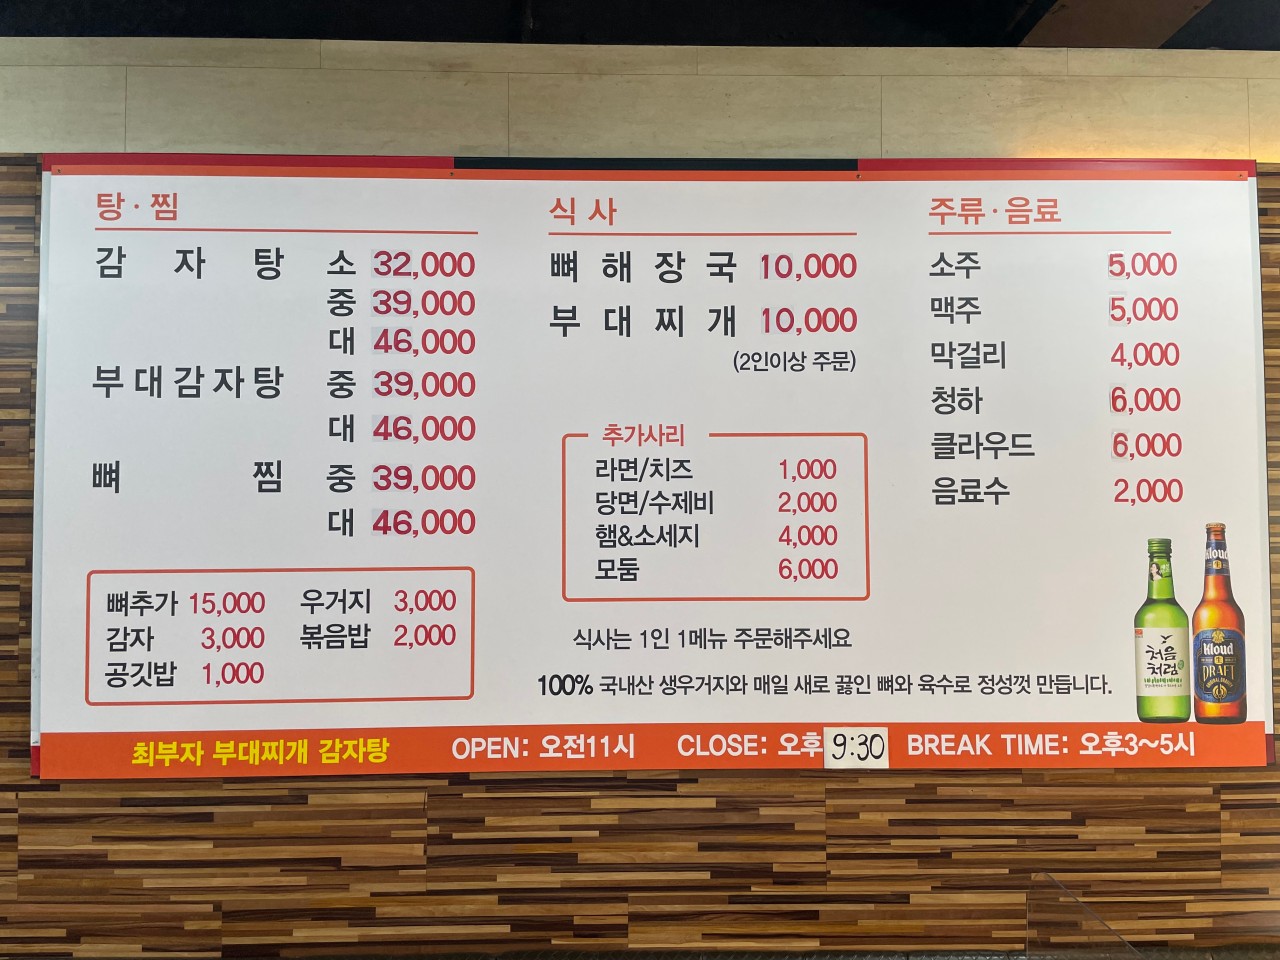 탕·찜
감자탕 소 32,000
중 39,000
대 46,000
부대감자탕 중 39,000
대 46,000
뼈찜 중 39,000
대 46,000
뼈추가 15,000 우거지 3,000
감자 3,000 볶음밥 2,000
공깃밥 1,000
식사
뼈해장국 10,000
부대찌개 10,000
(2인이상 주문)
추가사리
라면/치즈 1,000
당면/수제비 2,000
햄&소세지 4,000
모둠 6,000
식사는 1인 1메뉴 주문해주세요
100% 국내산 생우거지와 매일 새로 끓인 뼈와 육수로 정성껏 만듭니다.
주류·음료
소주 5,000
맥주 5,000
막걸리 4,000
청하 6,000
클라우드 6,000
음료수 2,000
처음
처럼
Kloud
Kloud
DRAFT
최부자 부대찌개 감자탕 OPEN: 오전11시 CLOSE: 오후 9:30 BREAK TIME: 오후3~5시